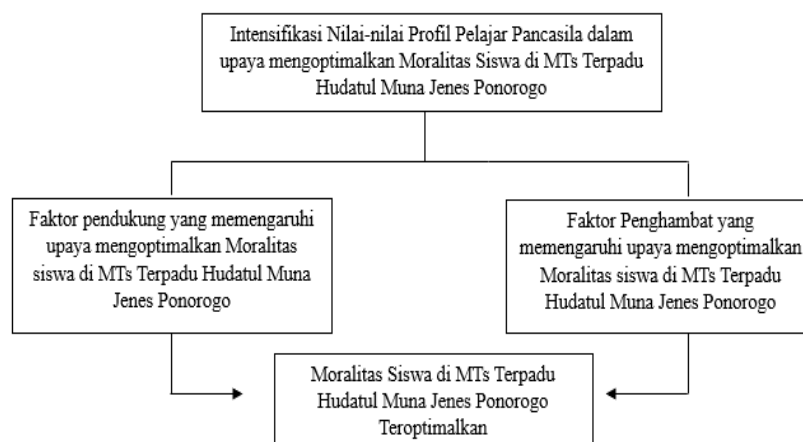 Intensifikasi Nilai-nilai Profil Pelajar Pancasila dalam
upaya mengoptimalkan Moralitas Siswa di MTs Terpadu
Hudatul Muna Jenes Ponorogo
Faktor pendukung yang memengaruhi
upaya mengoptimalkan Moralitas
siswa di MTs Terpadu Hudatul Muna
Jenes Ponorogo
Faktor Penghambat yang
memengaruhi upaya mengoptimalkan
Moralitas siswa di MTs Terpadu
Hudatul Muna Jenes Ponorogo
Moralitas Siswa di MTs Terpadu
Hudatul Muna Jenes Ponorogo
Teroptimalkan